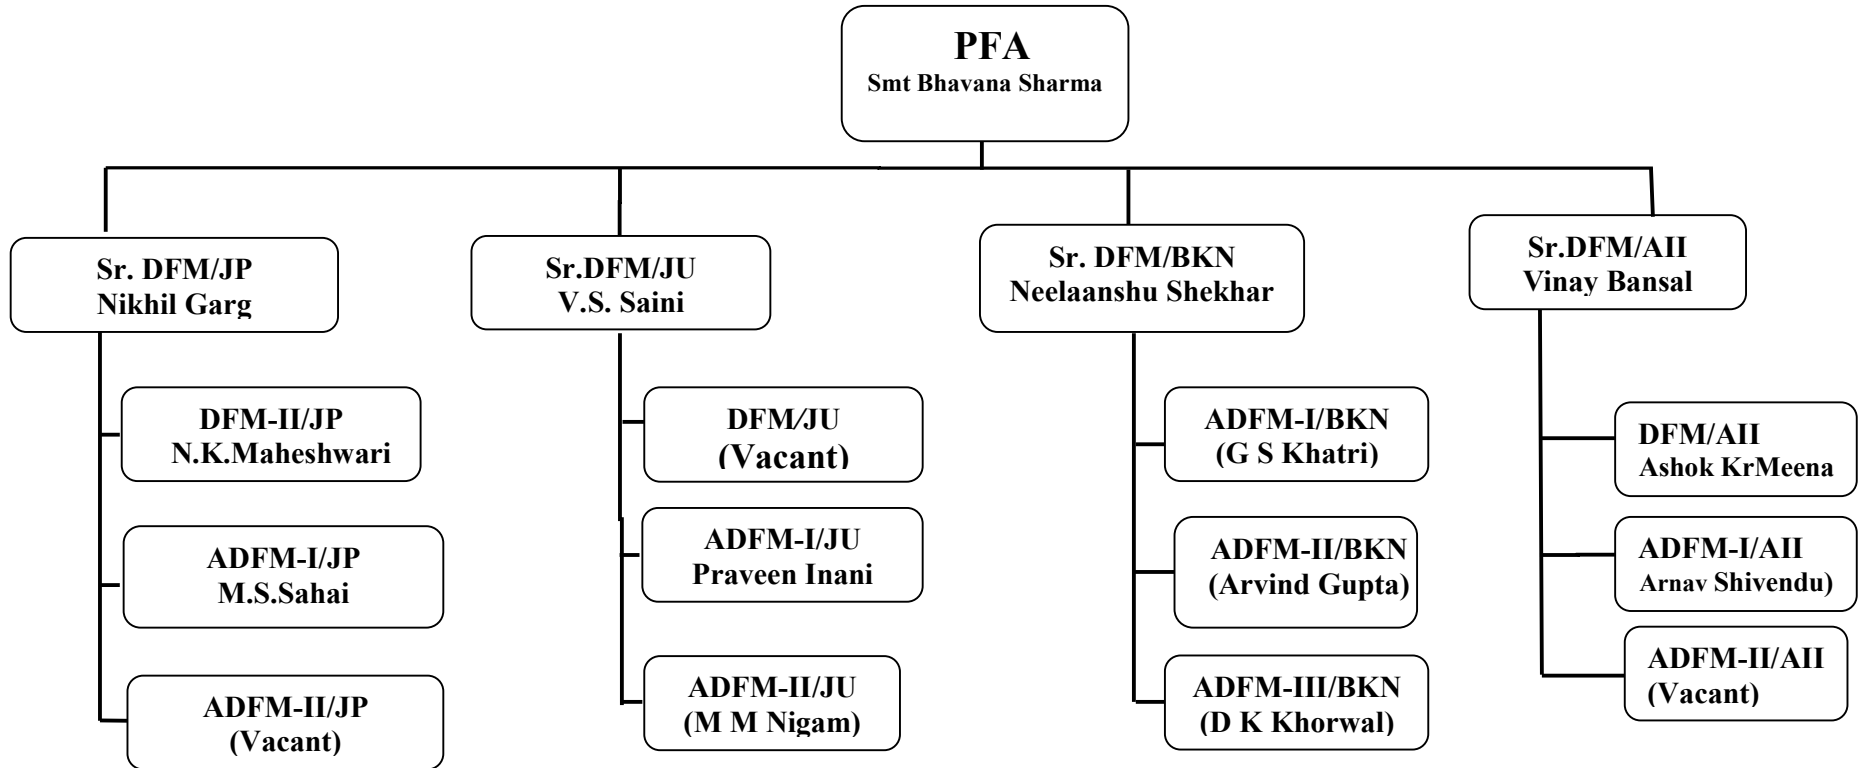 PFA
Smt Bhavana Sharma
Sr. DFM/JP
Nikhil Garg
DFM-II/JP
N.K.Maheshwari
ADFM-I/JP
M.S.Sahai
ADFM-II/JP
(Vacant)
Sr.DFM/JU
V.S. Saini
DFM/JU
(Vacant)
ADFM-I/JU
Praveen Inani
ADFM-II/JU
(M M Nigam)
Sr. DFM/BKN
Neelaanshu Shekhar
ADFM-I/BKN
(G S Khatri)
ADFM-II/BKN
(Arvind Gupta)
ADFM-III/BKN
(D K Khorwal)
Sr.DFM/AII
Vinay Bansal
DFM/AII
Ashok KrMeena
ADFM-I/AII
Arnav Shivendu)
ADFM-II/AII
(Vacant)